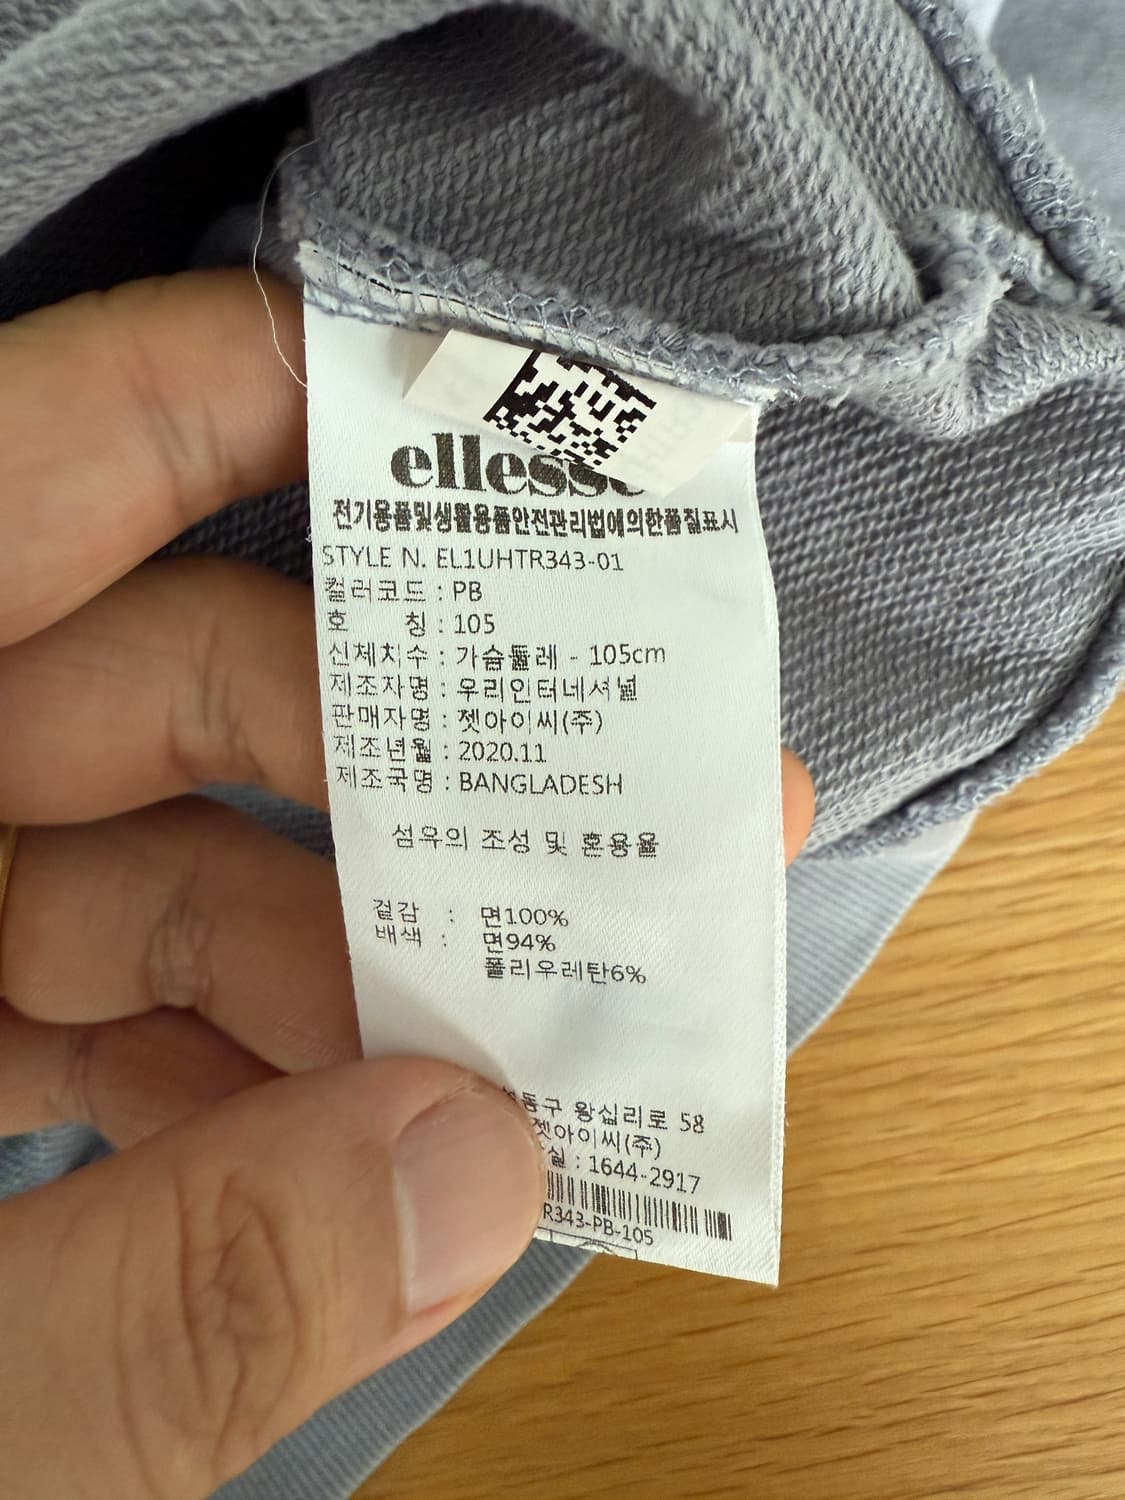 ellesse
전기용품및생활용품안전관리법에의한품질표시
STYLE N. EL1UHTR343-01
컬러코드 : PB
호 칭 : 105
신체치수 : 가슴둘레 - 105cm
제조자명 : 우리인터네셔널
판매자명 : 젯아이씨(주)
제조년월 : 2020.11
제조국명 : BANGLADESH
섬유의 조성 및 혼용율
겉감 : 면100%
배색 : 면94%
폴리우레탄6%
왕십리로 58
젯아이씨(주)
: 1644-2917
R343-PB-105